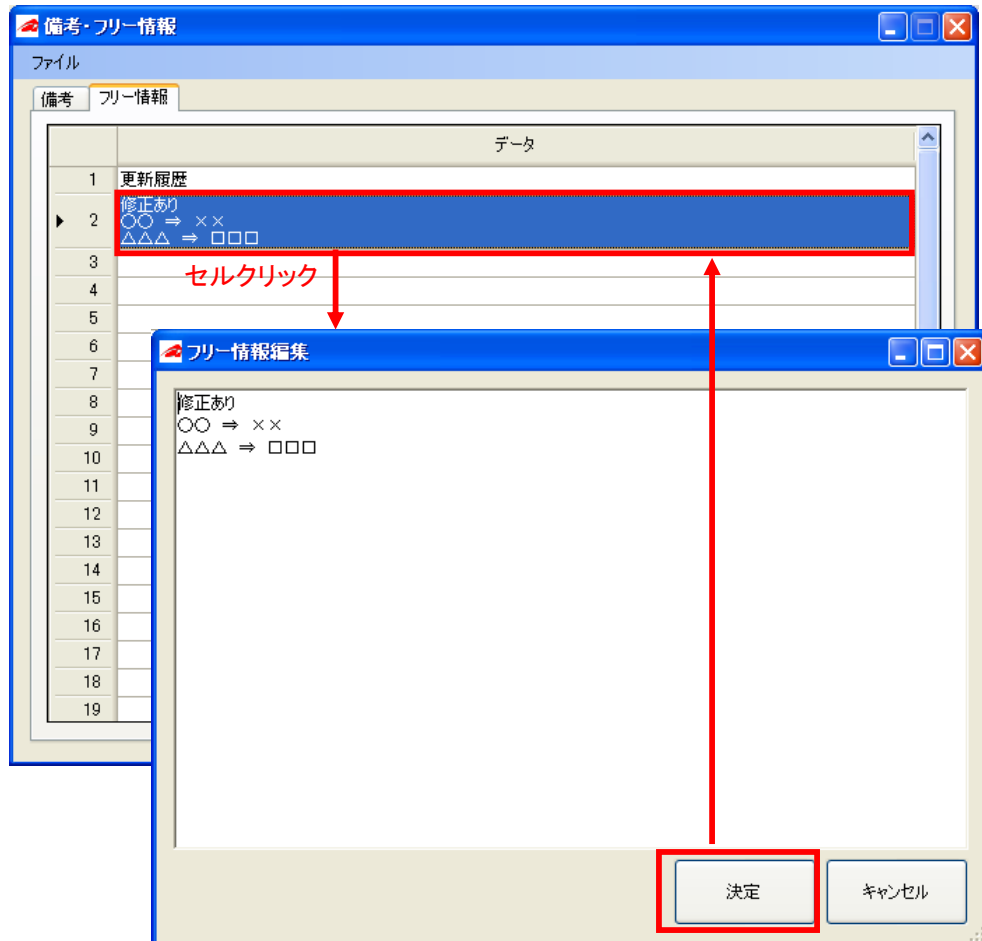 備考・フリー情報
ファイル
備考 フリー情報
データ
1 更新履歴
2 修正あり
○○ ⇒ ××
△△△ ⇒ □□□
3
セルクリック
4
5
6
7
8
9
10
11
12
13
14
15
16
17
18
19
フリー情報編集
修正あり
○○ ⇒ ××
△△△ ⇒ □□□
決定 キャンセル